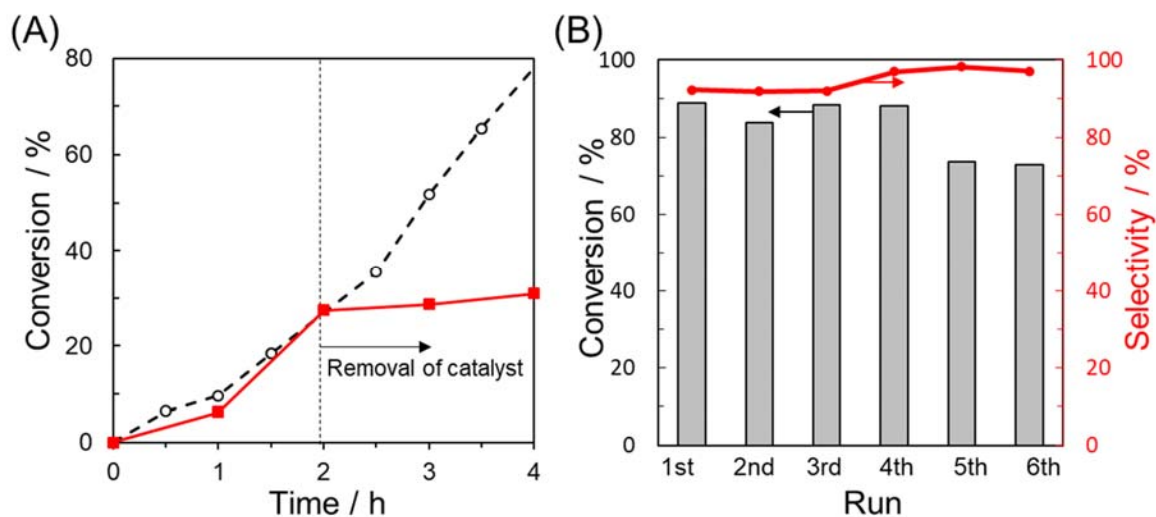 (A)
Conversion / %
80
60
40
20
0
Removal of catalyst
0 1 2 3 4
Time / h
(B)
Conversion / %
100
80
60
40
20
0
1st 2nd 3rd 4th 5th 6th
Run
100
80
60
40
20
0
Selectivity / %